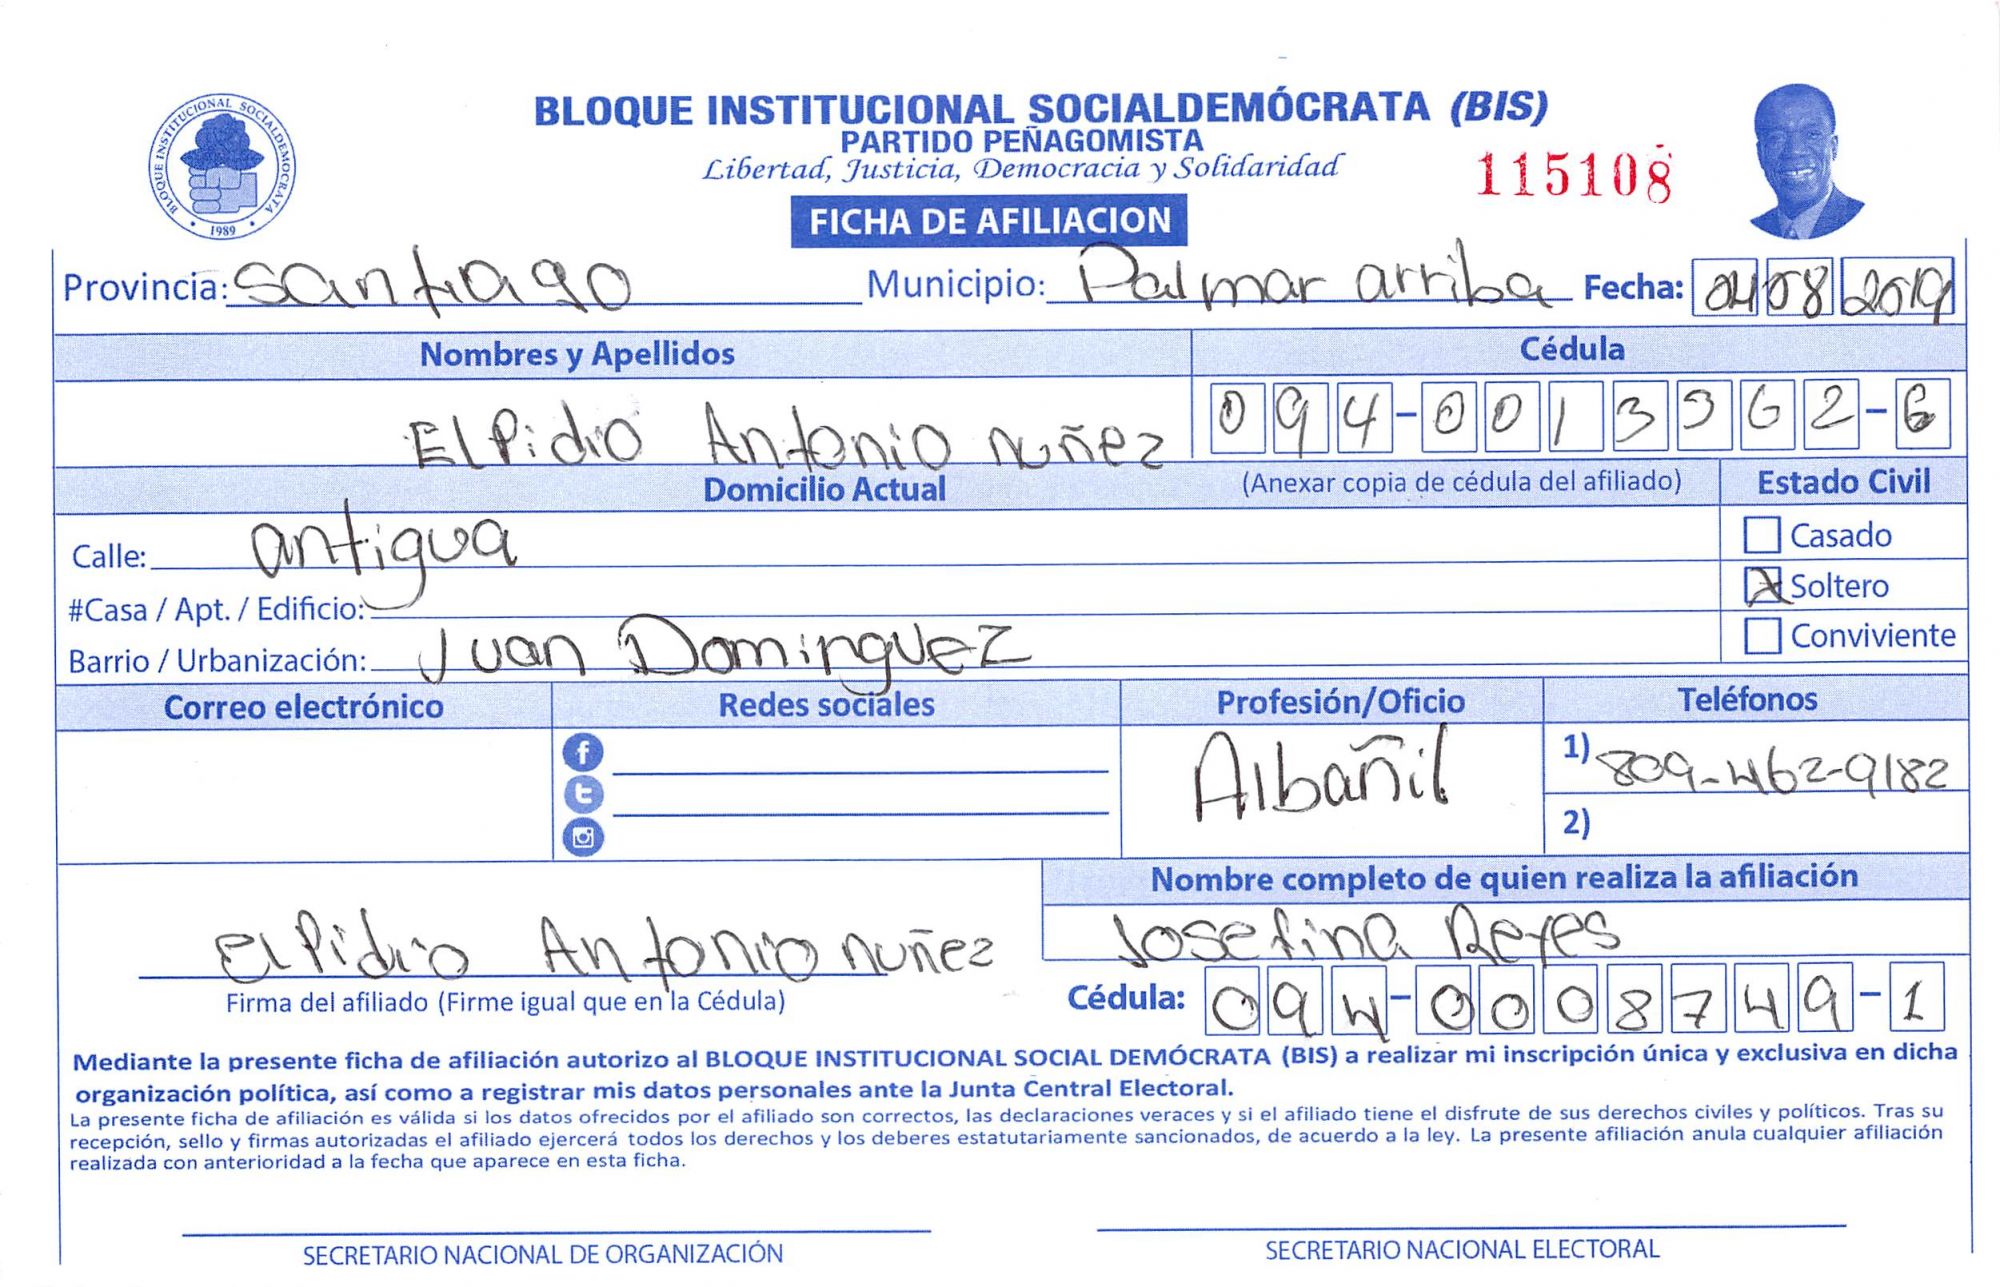 BLOQUE INSTITUCIONAL SOCIALDEMÓCRATA (BIS)
PARTIDO PEÑAGOMISTA
Libertad, Justicia, Democracia y Solidaridad
115108
BLOQUE INSTITUCIONAL SOCIALDEMOCRATA
1989
FICHA DE AFILIACION
Provincia: Santiago Municipio: Palmar arriba Fecha: 04 08 2019
Nombres y Apellidos Cédula
ElPidio Antonio nuñez 094-0013562-6
Domicilio Actual (Anexar copia de cédula del afiliado) Estado Civil
Calle: antigua Casado
#Casa / Apt. / Edificio: X Soltero
Barrio / Urbanización: Juan Dominguez Conviviente
Correo electrónico Redes sociales Profesión/Oficio Teléfonos
Albañil 1) 809-462-9182
2)
Nombre completo de quien realiza la afiliación
ElPidio Antonio nuñez Josefina Reyes
Firma del afiliado (Firme igual que en la Cédula) Cédula: 094-0008749-1
Mediante la presente ficha de afiliación autorizo al BLOQUE INSTITUCIONAL SOCIAL DEMÓCRATA (BIS) a realizar mi inscripción única y exclusiva en dicha
organización política, así como a registrar mis datos personales ante la Junta Central Electoral.
La presente ficha de afiliación es válida si los datos ofrecidos por el afiliado son correctos, las declaraciones veraces y si el afiliado tiene el disfrute de sus derechos civiles y políticos. Tras su
recepción, sello y firmas autorizadas el afiliado ejercerá todos los derechos y los deberes estatutariamente sancionados, de acuerdo a la ley. La presente afiliación anula cualquier afiliación
realizada con anterioridad a la fecha que aparece en esta ficha.
SECRETARIO NACIONAL DE ORGANIZACIÓN SECRETARIO NACIONAL ELECTORAL